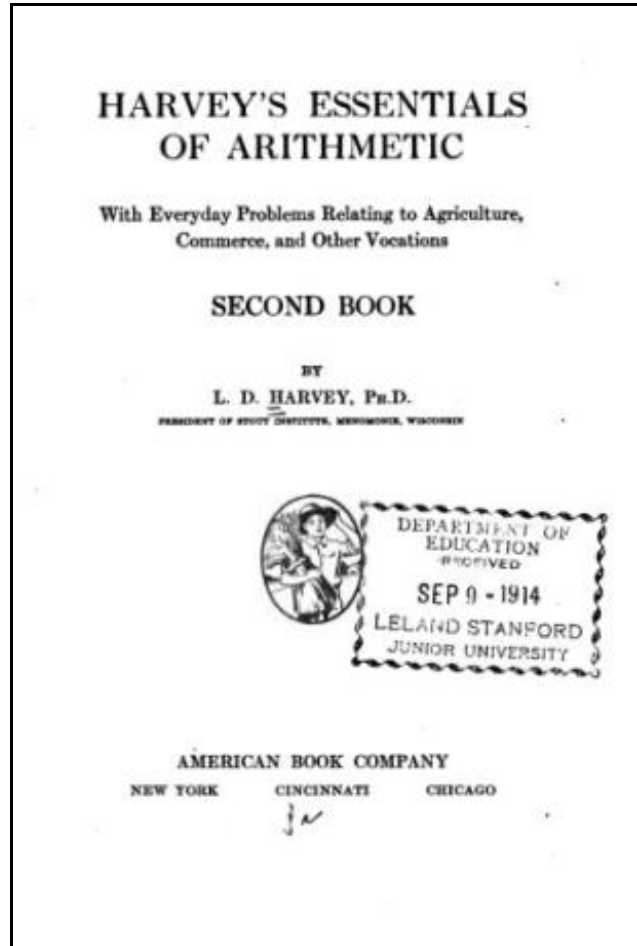 HARVEY'S ESSENTIALS
OF ARITHMETIC
With Everyday Problems Relating to Agriculture,
Commerce, and Other Vocations
SECOND BOOK
BY
L. D. HARVEY, PH.D.
PRESIDENT OF STOUT INSTITUTE, MENOMONIE, WISCONSIN
DEPARTMENT OF
EDUCATION
RECEIVED
SEP 9 - 1914
LELAND STANFORD
JUNIOR UNIVERSITY
AMERICAN BOOK COMPANY
NEW YORK CINCINNATI CHICAGO